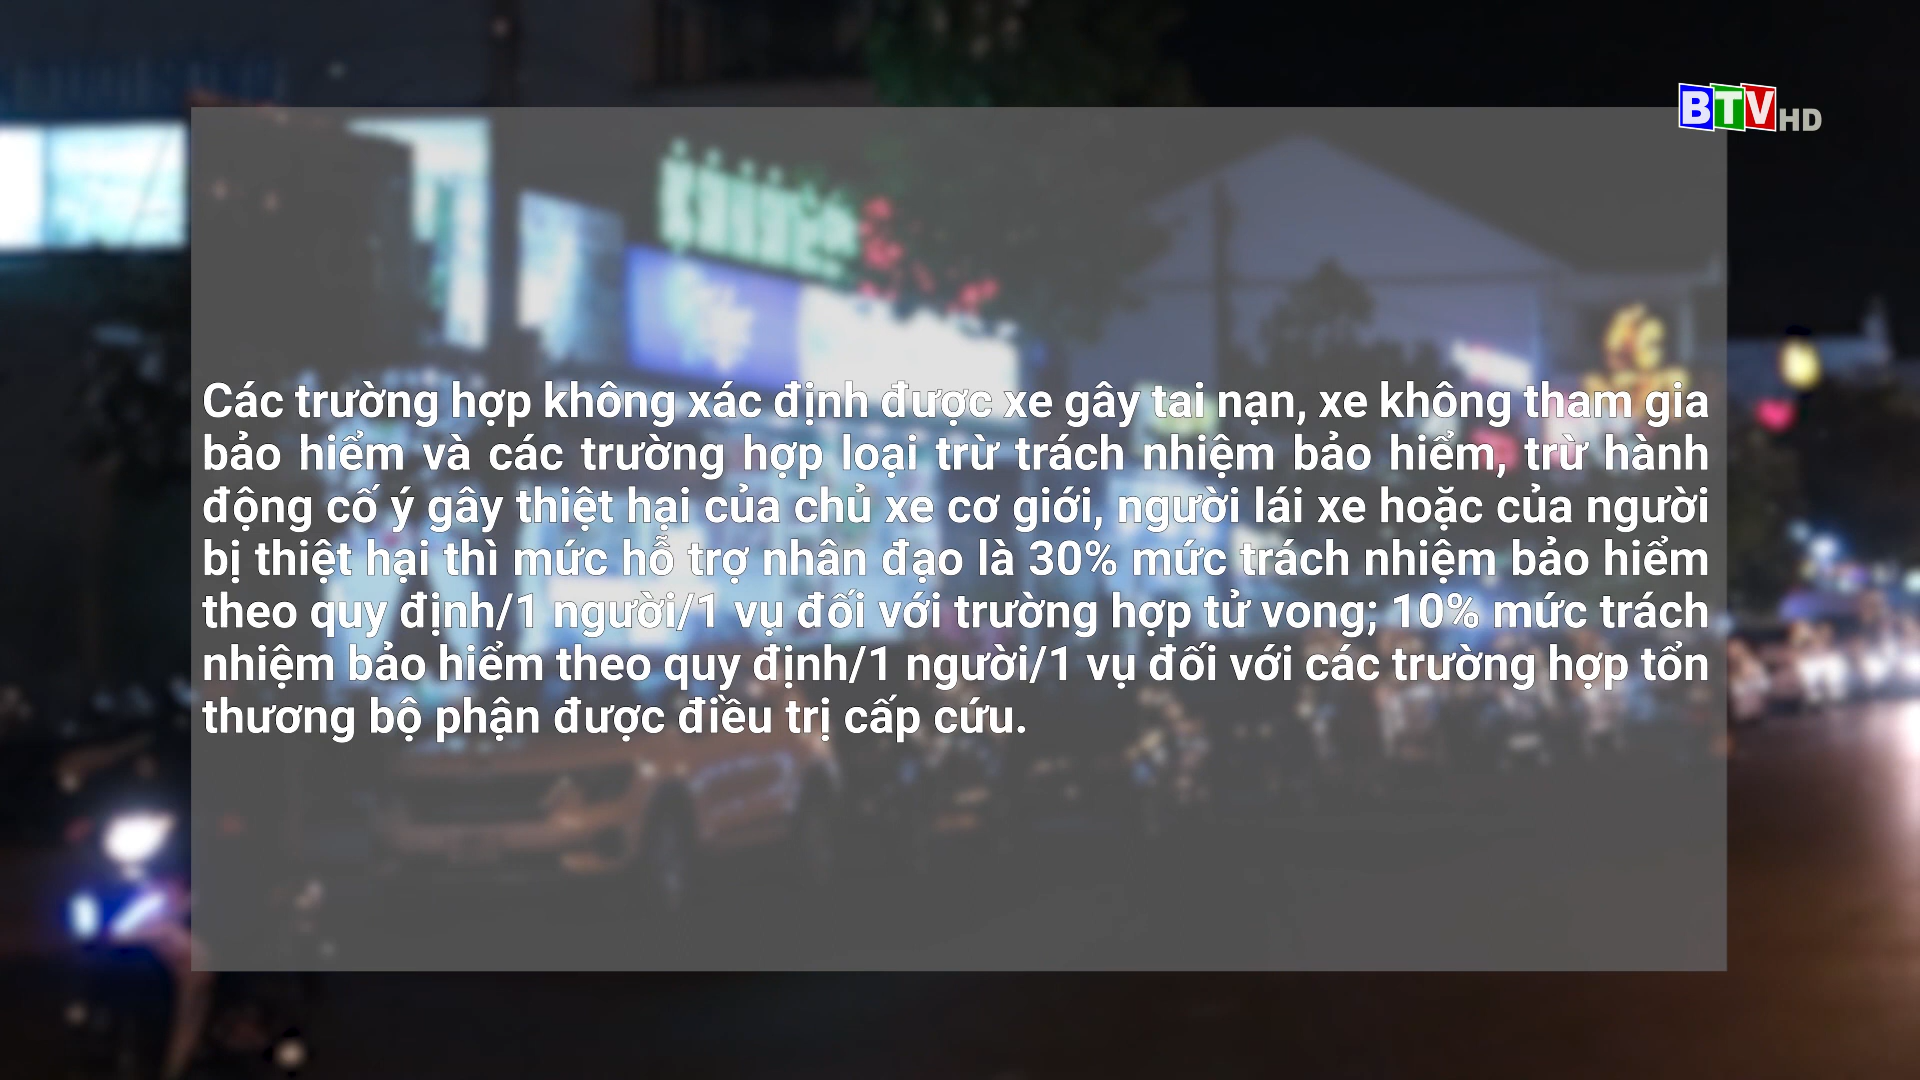 BTV HD
Các trường hợp không xác định được xe gây tai nạn, xe không tham gia
bảo hiểm và các trường hợp loại trừ trách nhiệm bảo hiểm, trừ hành
động cố ý gây thiệt hại của chủ xe cơ giới, người lái xe hoặc của người
bị thiệt hại thì mức hỗ trợ nhân đạo là 30% mức trách nhiệm bảo hiểm
theo quy định/1 người/1 vụ đối với trường hợp tử vong; 10% mức trách
nhiệm bảo hiểm theo quy định/1 người/1 vụ đối với các trường hợp tổn
thương bộ phận được điều trị cấp cứu.